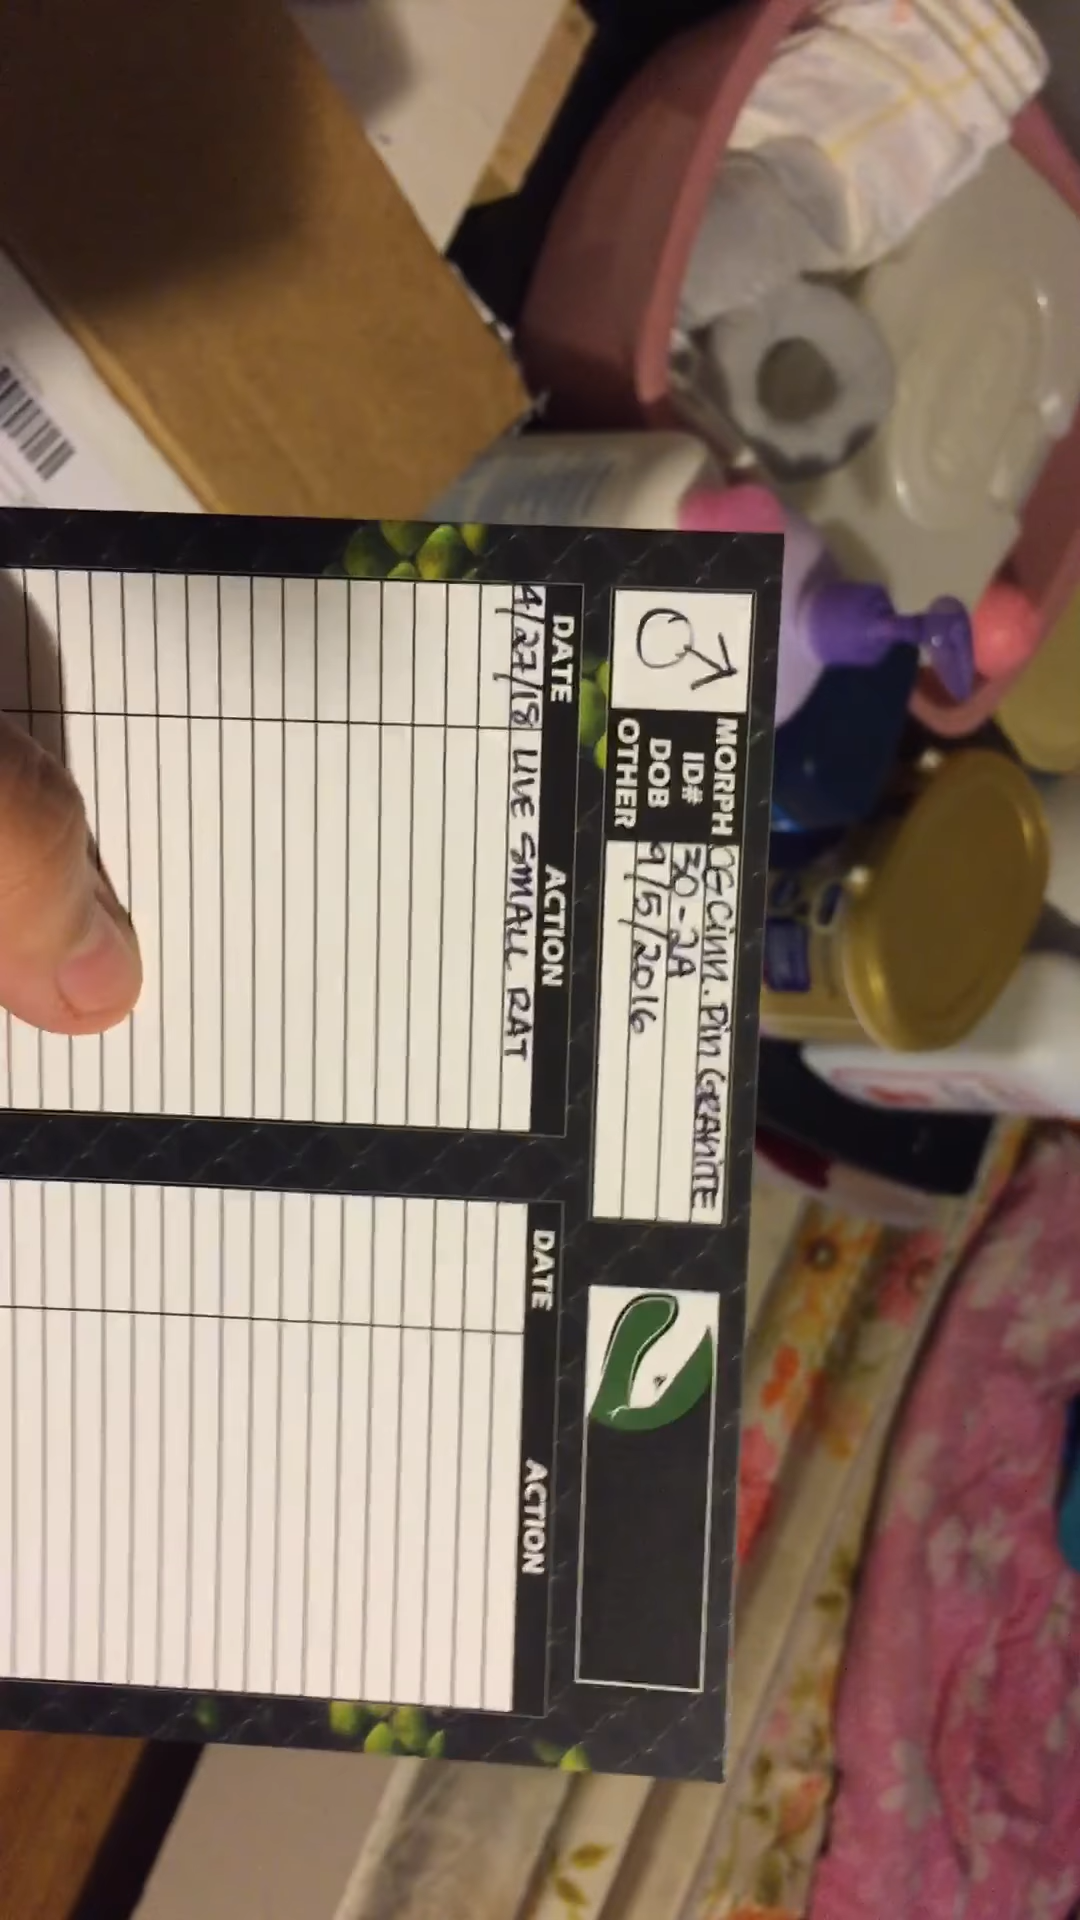 MORPH OG Cinn. Pin GRANITE
ID# 30-2A
DOB 9/5/2016
OTHER
DATE ACTION
4/27/18 LIVE SMALL RAT
DATE ACTION